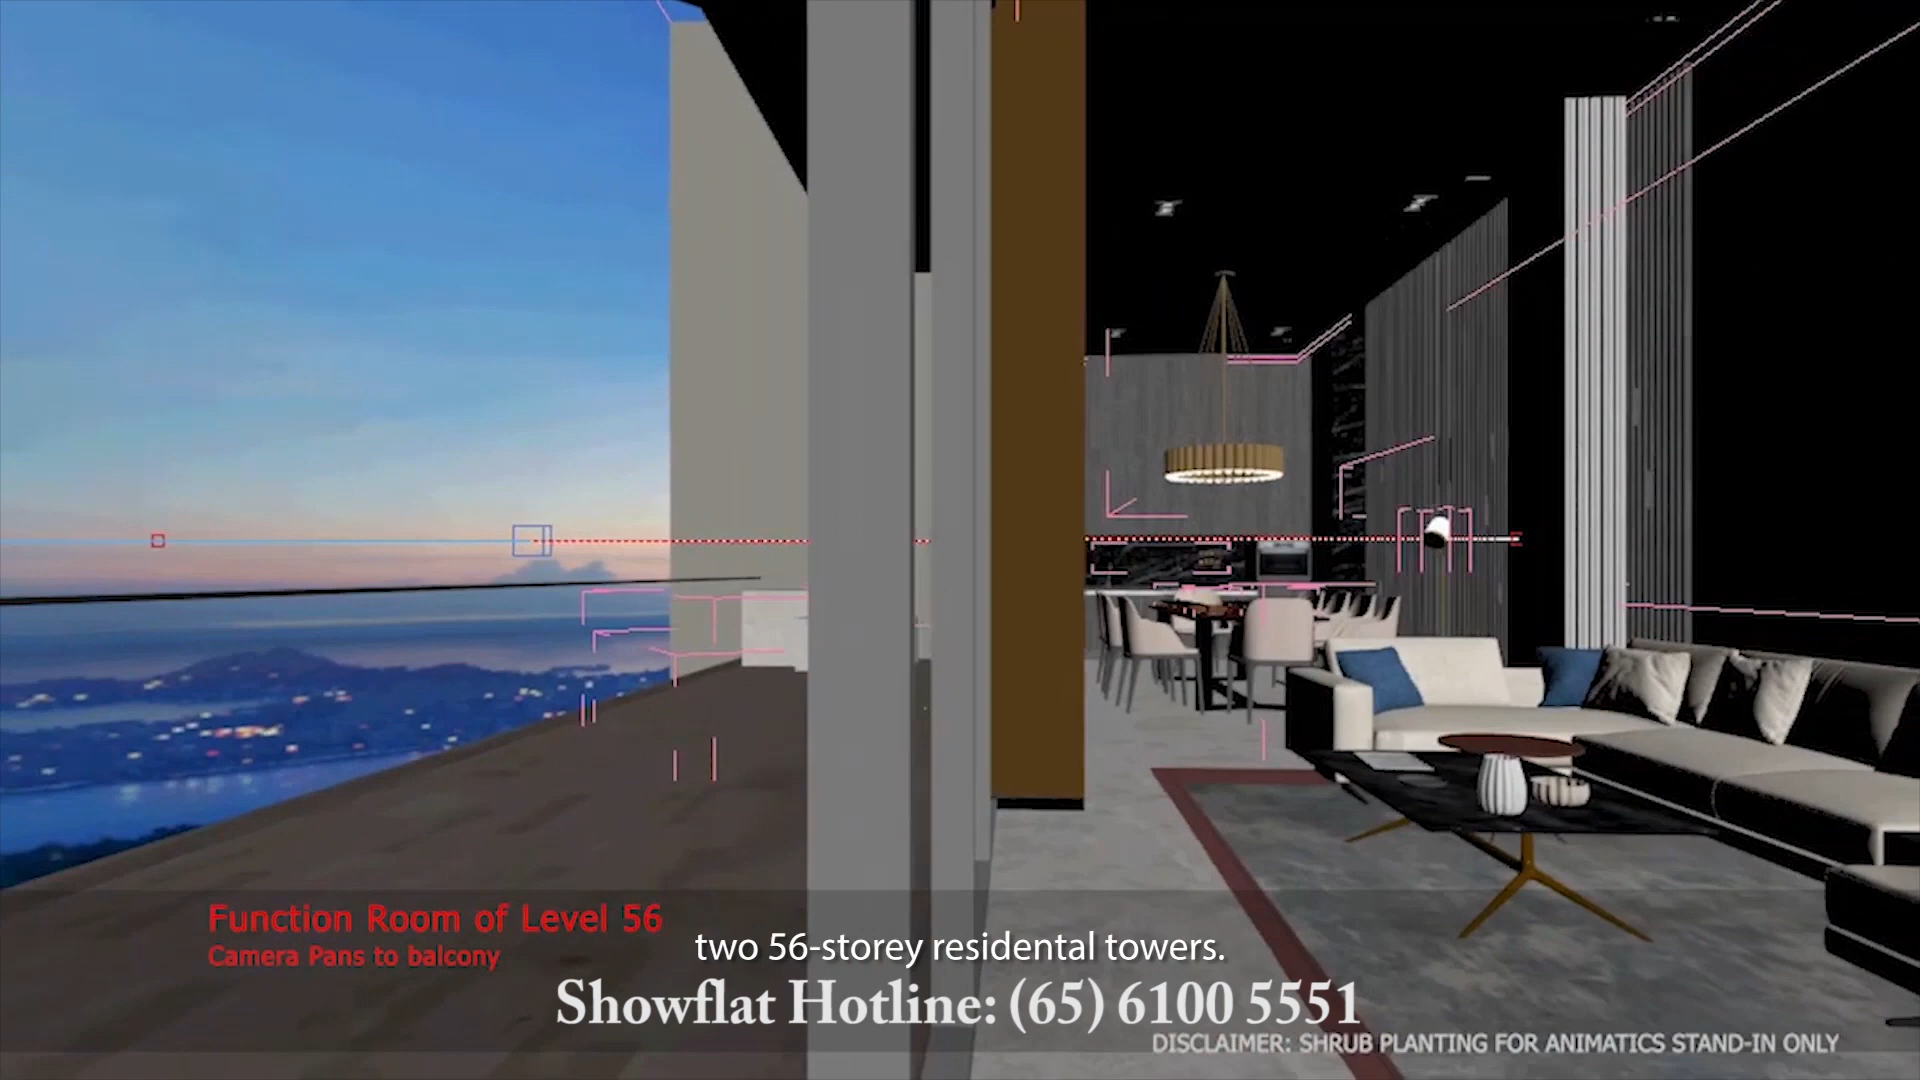 Function Room of Level 56
Camera Pans to balcony
two 56-storey residental towers.
Showflat Hotline: (65) 6100 5551
DISCLAIMER: SHRUB PLANTING FOR ANIMATICS STAND-IN ONLY